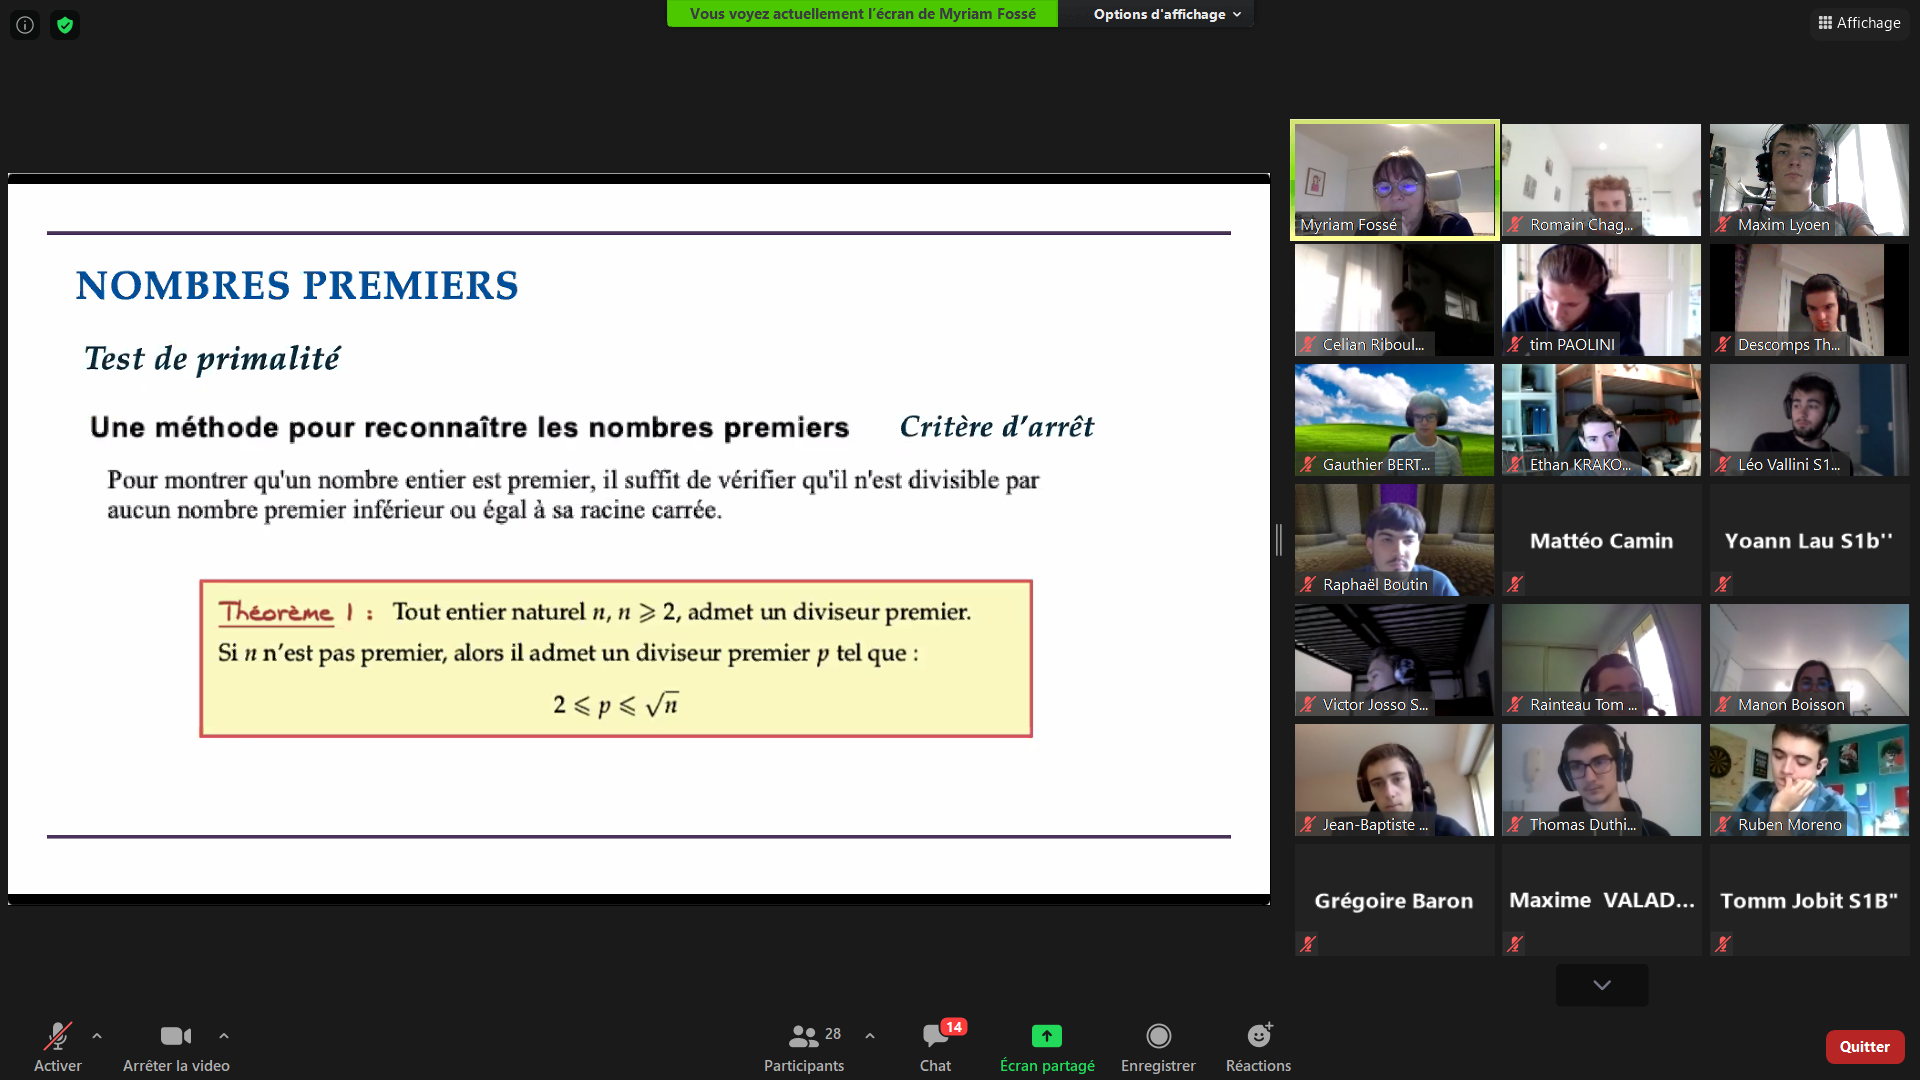 Vous voyez actuellement l'écran de Myriam Fossé
Options d'affichage
Affichage
NOMBRES PREMIERS
Test de primalité
Une méthode pour reconnaître les nombres premiers
Critère d'arrêt
Pour montrer qu'un nombre entier est premier, il suffit de vérifier qu'il n'est divisible par
aucun nombre premier inférieur ou égal à sa racine carrée.
Théorème 1 : Tout entier naturel n, n ⩾ 2, admet un diviseur premier.
Si n n'est pas premier, alors il admet un diviseur premier p tel que :
2 ⩽ p ⩽ √n
Myriam Fossé
Romain Chag...
Maxim Lyoen
Celian Riboul...
tim PAOLINI
Descomps Th...
Gauthier BERT...
Ethan KRAKO...
Léo Vallini S1...
Raphaël Boutin
Mattéo Camin
Yoann Lau S1b''
Victor Josso S...
Rainteau Tom ...
Manon Boisson
Jean-Baptiste ...
Thomas Duthi...
Ruben Moreno
Grégoire Baron
Maxime VALAD...
Tomm Jobit S1B"
Activer
Arrêter la video
28
Participants
14
Chat
Écran partagé
Enregistrer
Réactions
Quitter